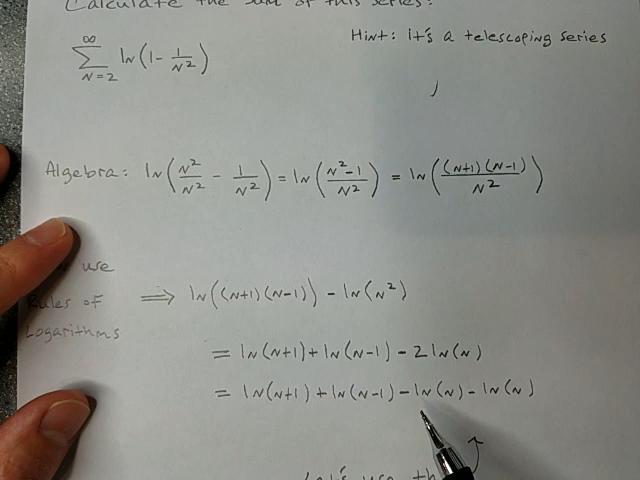 Calculate the sum of this series:
Hint: it's a telescoping series
∞
∑ ln(1 - 1/N²)
N=2
Algebra: ln(N²/N² - 1/N²) = ln((N²-1)/N²) = ln(((N+1)(N-1))/N²)
use
Rules of
Logarithms
⟹ ln((N+1)(N-1)) - ln(N²)
= ln(N+1) + ln(N-1) - 2ln(N)
= ln(N+1) + ln(N-1) - ln(N) - ln(N)
Let's use